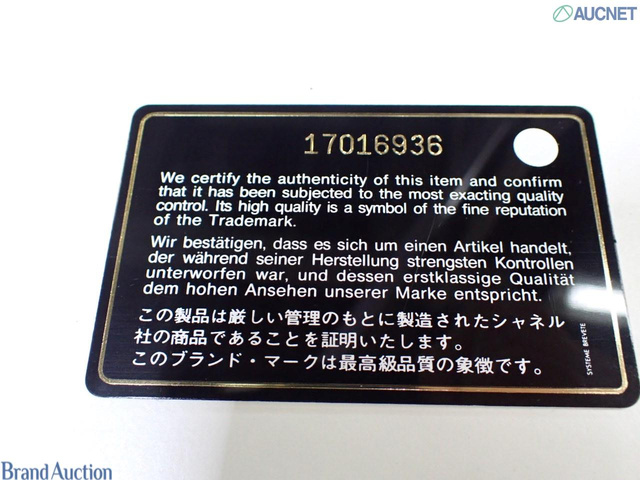 AUCNET
17016936
We certify the authenticity of this item and confirm
that it has been subjected to the most exacting quality
control. Its high quality is a symbol of the fine reputation
of the Trademark.
Wir bestätigen, dass es sich um einen Artikel handelt,
der während seiner Herstellung strengsten Kontrollen
unterworfen war, und dessen erstklassige Qualität
dem hohen Ansehen unserer Marke entspricht.
この製品は厳しい管理のもとに製造されたシャネル
社の商品であることを証明いたします。
このブランド・マークは最高級品質の象徴です。
SYSTEME BREVETE
Brand Auction